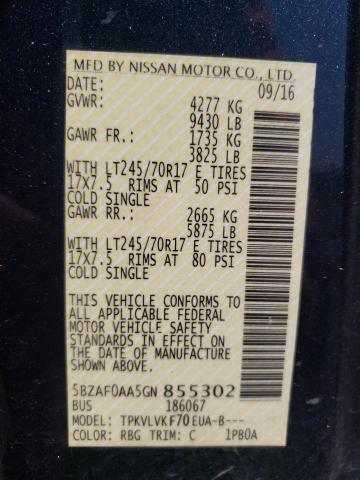 MFD BY NISSAN MOTOR CO., LTD.
DATE: 09/16
GVWR: 4277 KG
9430 LB
GAWR FR.: 1735 KG
3825 LB
WITH LT245/70R17 E TIRES
17X7.5 RIMS AT 50 PSI
COLD SINGLE
GAWR RR.: 2665 KG
5875 LB
WITH LT245/70R17 E TIRES
17X7.5 RIMS AT 80 PSI
COLD SINGLE
THIS VEHICLE CONFORMS TO
ALL APPLICABLE FEDERAL
MOTOR VEHICLE SAFETY
STANDARDS IN EFFECT ON
THE DATE OF MANUFACTURE
SHOWN ABOVE.
5BZAF0AA5GN 855302
BUS 186067
MODEL: TPKVLVK F70 EUA-B---
COLOR: RBG TRIM: C 1PB0A